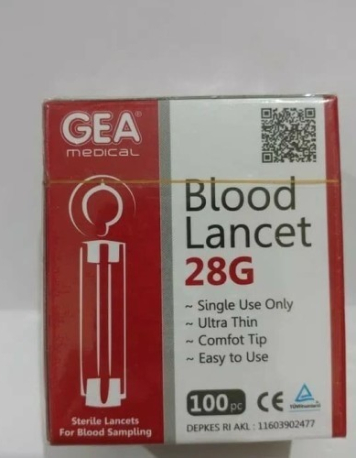 GEA
medical
Blood
Lancet
28G
~ Single Use Only
~ Ultra Thin
~ Comfot Tip
~ Easy to Use
100pc CE
DEPKES RI AKL : 11603902477
Sterile Lancets
For Blood Sampling